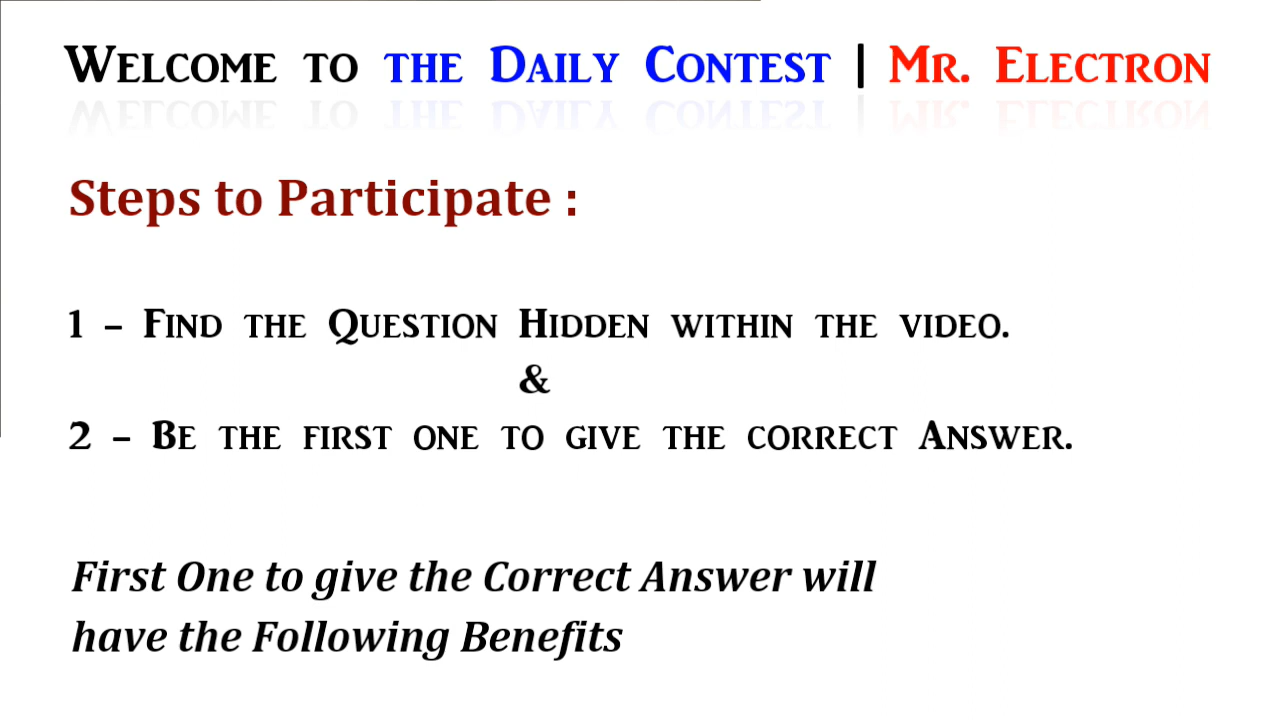 Welcome to the Daily Contest | Mr. Electron
Steps to Participate :
1 – Find the Question Hidden within the video.
&
2 – Be the first one to give the correct Answer.
First One to give the Correct Answer will
have the Following Benefits